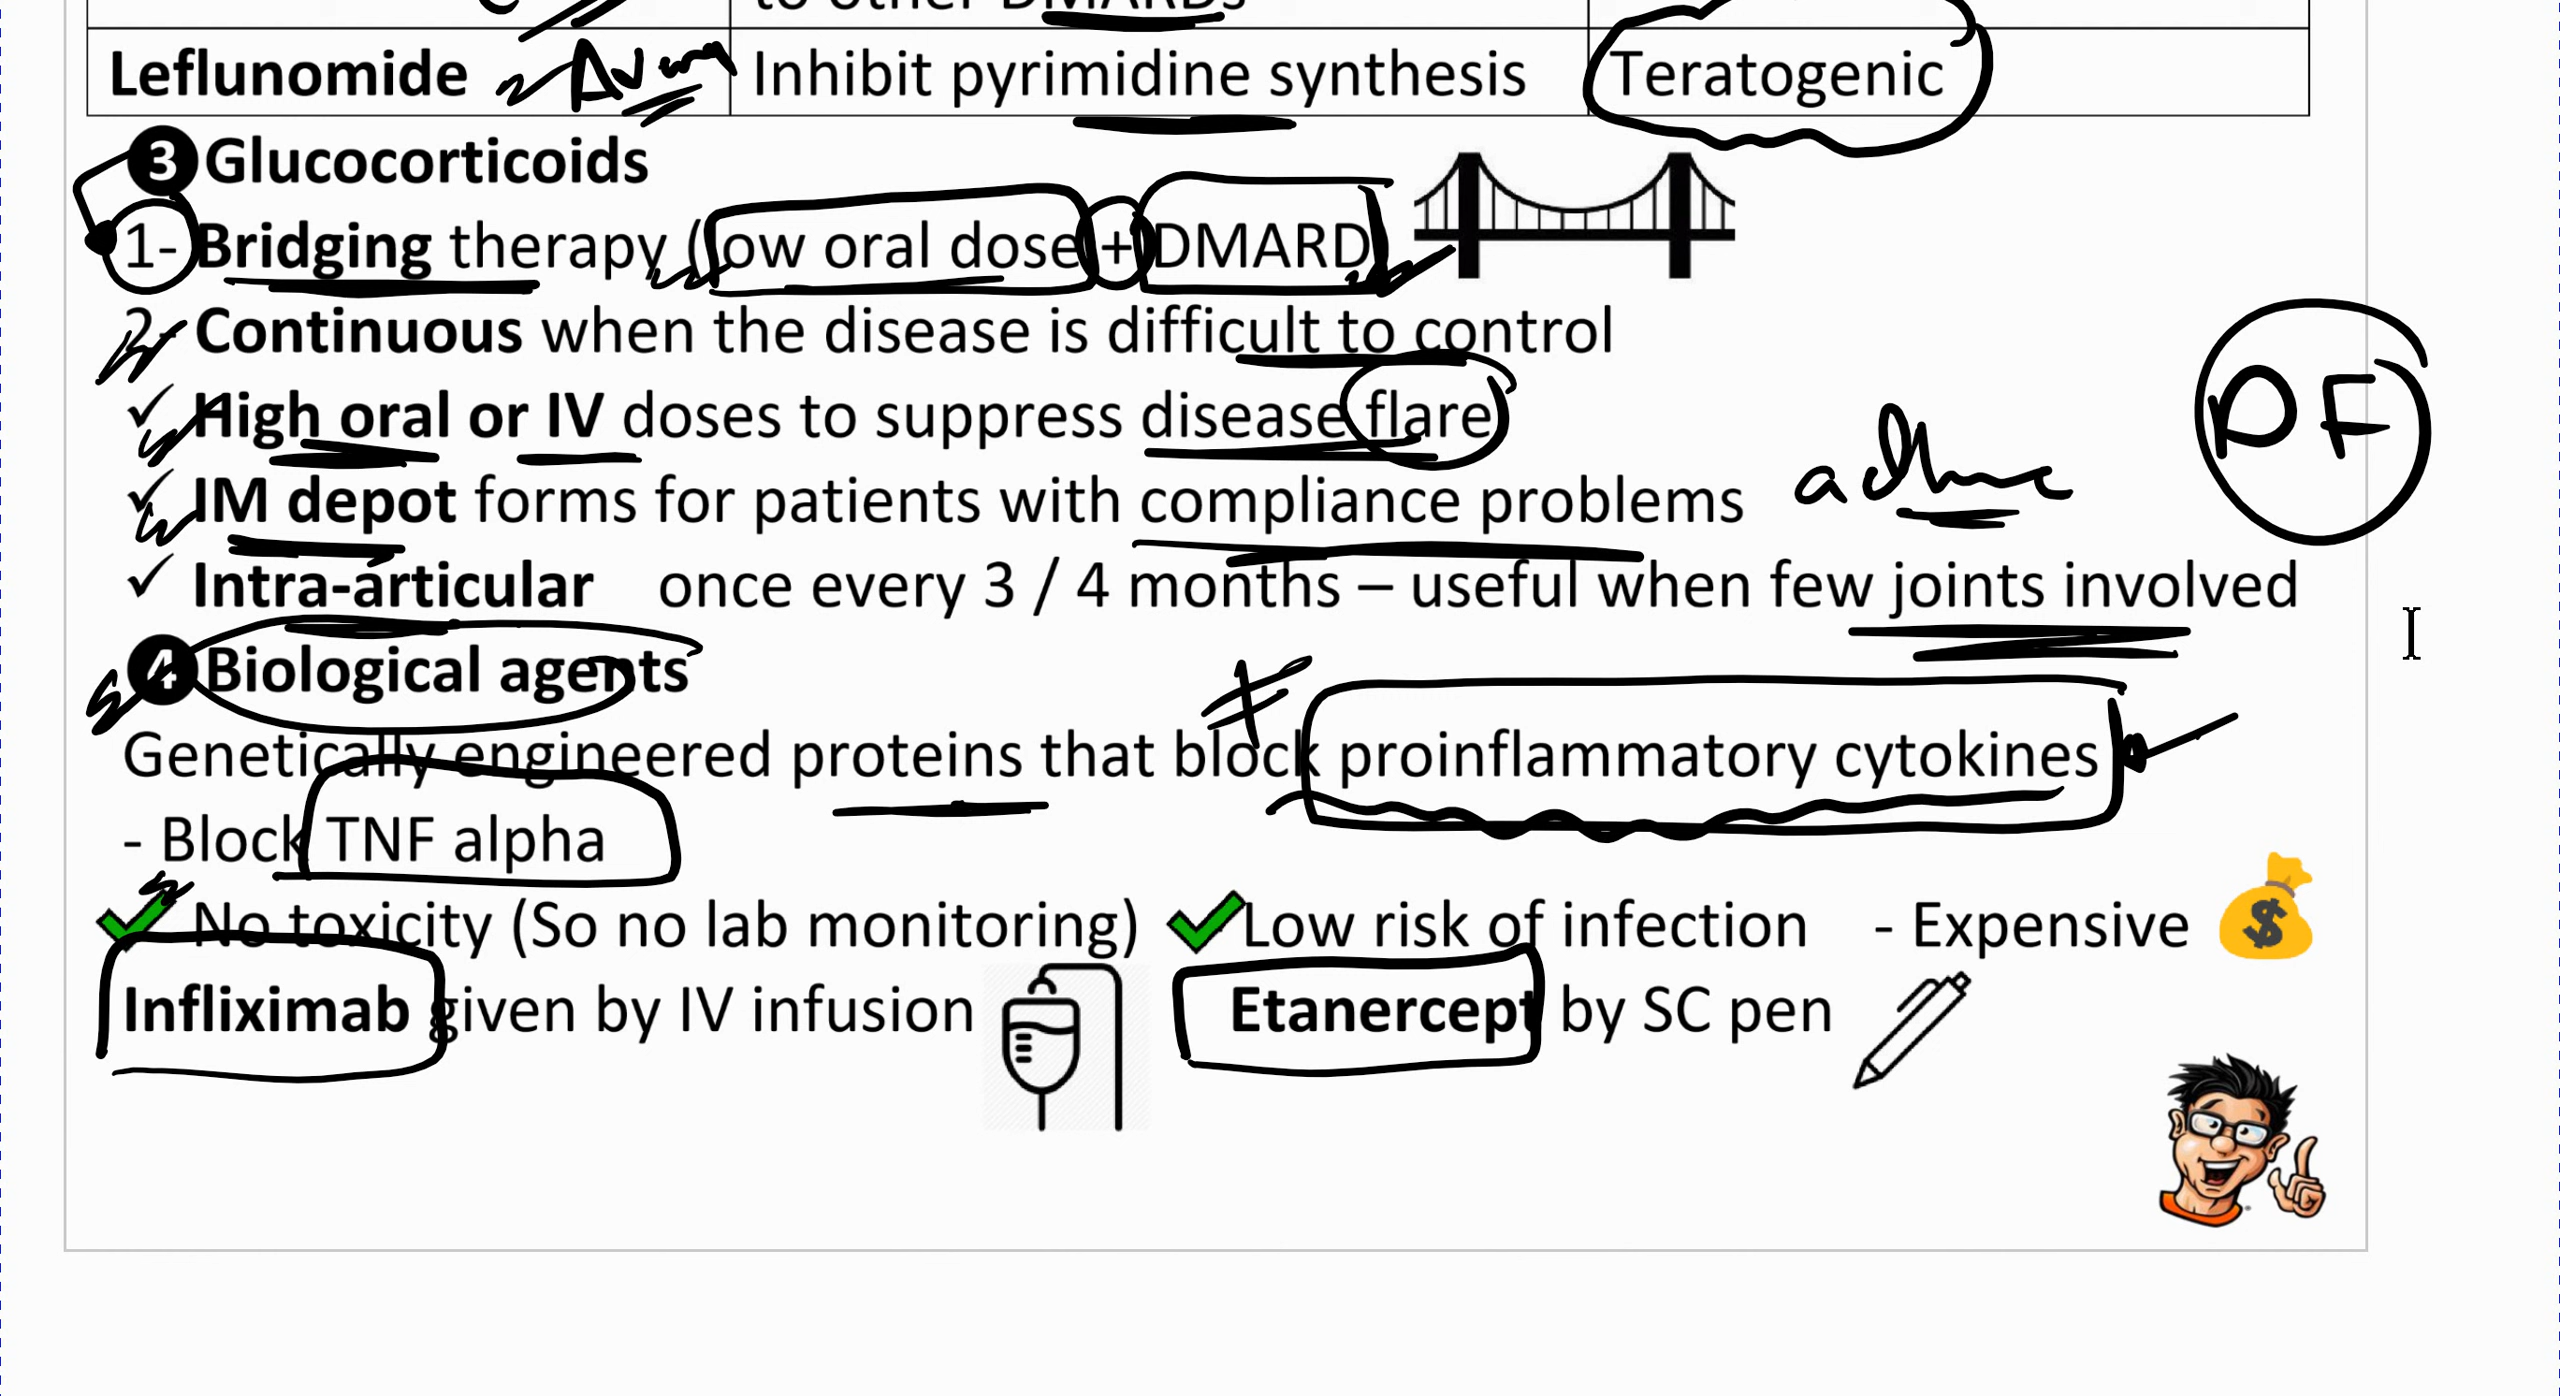 to other DMARDs
Leflunomide Inhibit pyrimidine synthesis Teratogenic
3 Glucocorticoids
1- Bridging therapy (low oral dose + DMARD)
2- Continuous when the disease is difficult to control
✓ High oral or IV doses to suppress disease flare
DF
✓ IM depot forms for patients with compliance problems
✓ Intra-articular once every 3 / 4 months – useful when few joints involved
4 Biological agents
Genetically engineered proteins that block proinflammatory cytokines
- Block TNF alpha
✓ No toxicity (So no lab monitoring) ✓ Low risk of infection - Expensive $
Infliximab given by IV infusion Etanercept by SC pen